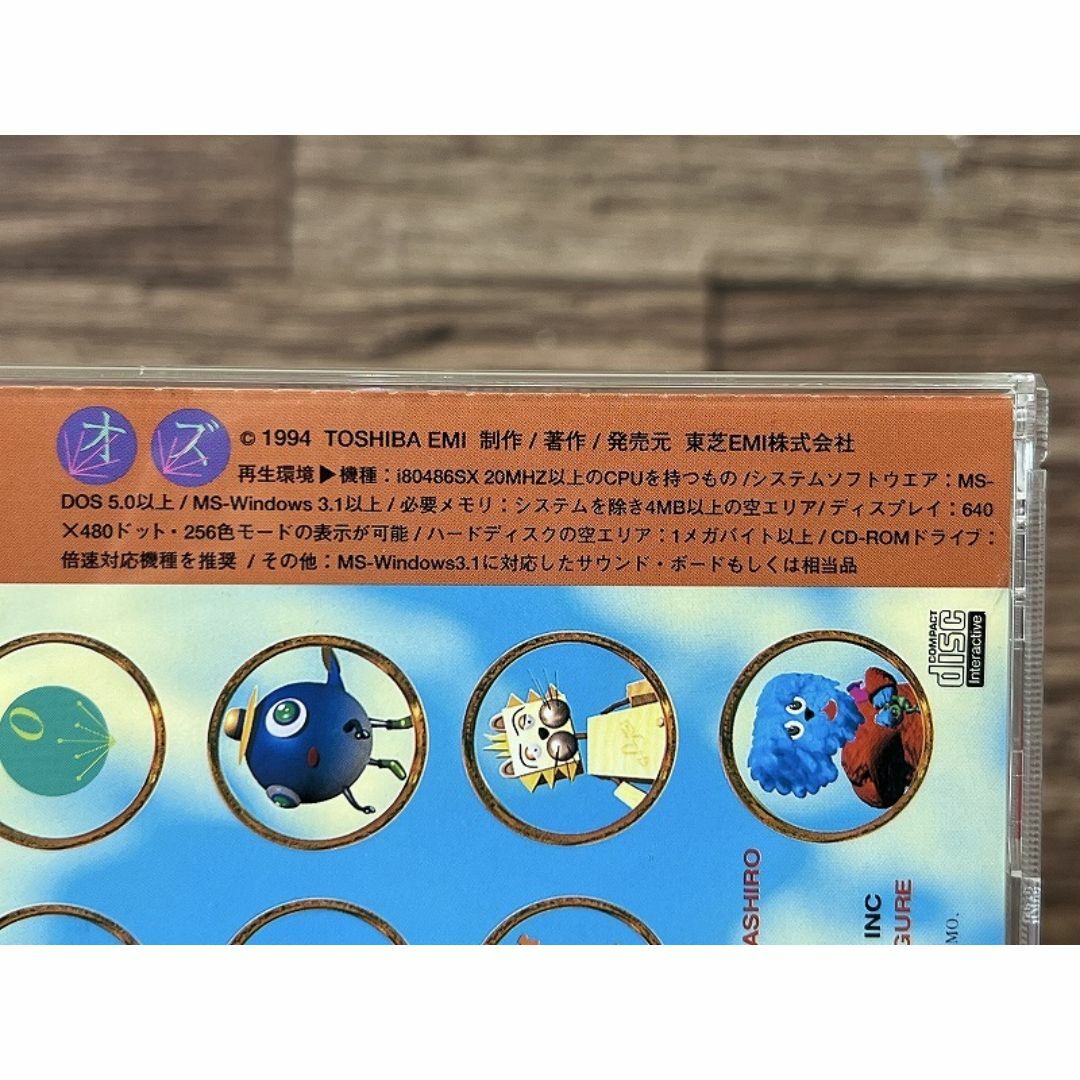 オズ © 1994 TOSHIBA EMI 制作 / 著作 / 発売元 東芝EMI株式会社
再生環境▶機種：i80486SX 20MHZ以上のCPUを持つもの /システムソフトウエア：MS-
DOS 5.0以上 / MS-Windows 3.1以上 / 必要メモリ：システムを除き4MB以上の空エリア/ ディスプレイ：640
×480ドット・256色モードの表示が可能 / ハードディスクの空エリア：1メガバイト以上 / CD-ROMドライブ：
倍速対応機種を推奨 / その他：MS-Windows3.1に対応したサウンド・ボードもしくは相当品
COMPACT
disc
Interactive
O
ASHIRO
INC
GURE
MO.